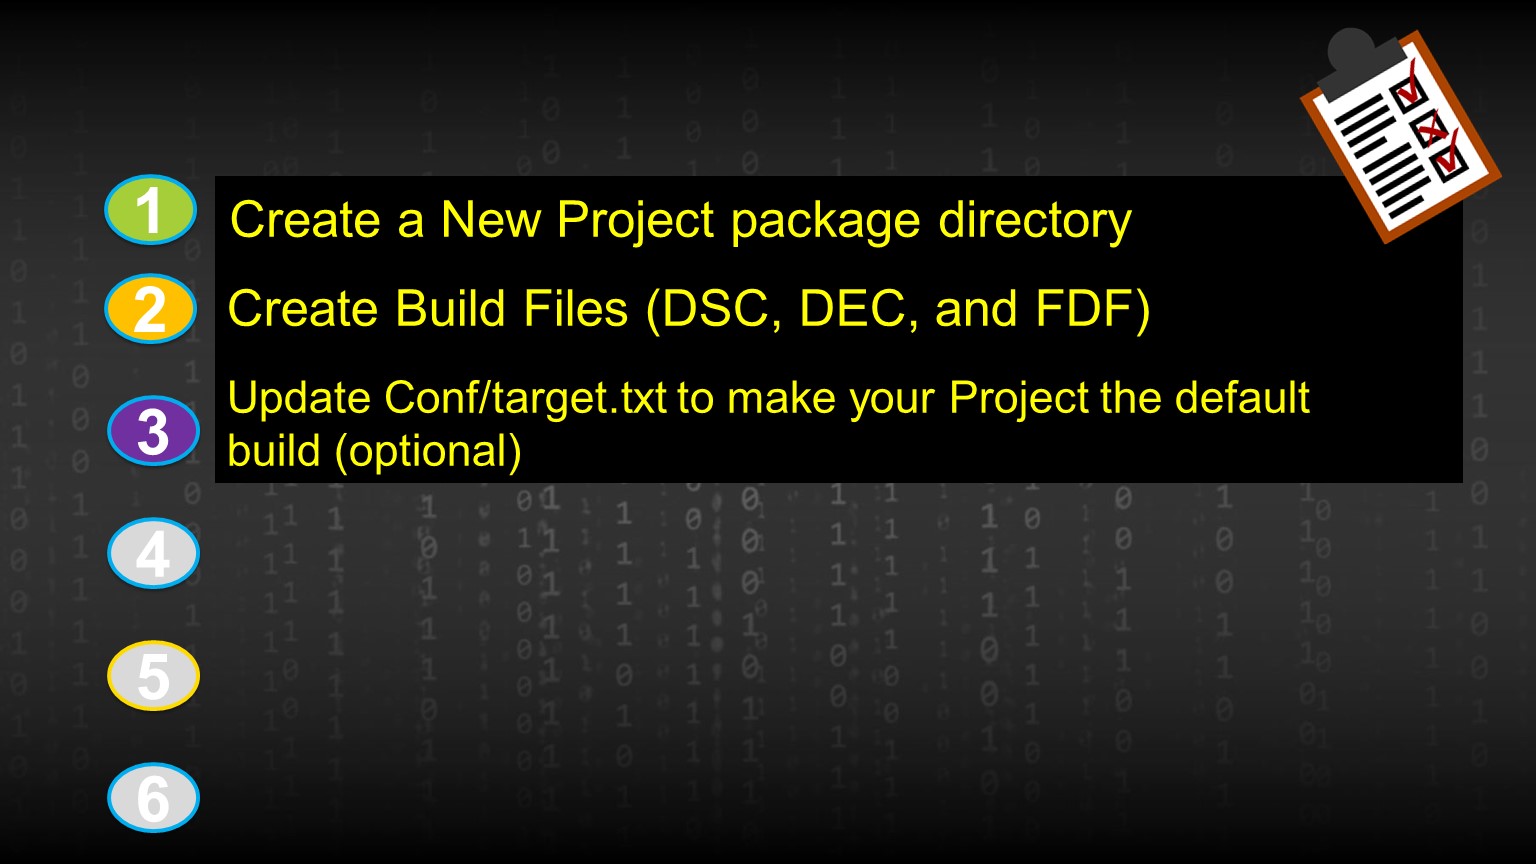 1 Create a New Project package directory
2 Create Build Files (DSC, DEC, and FDF)
3 Update Conf/target.txt to make your Project the default
build (optional)
4
5
6